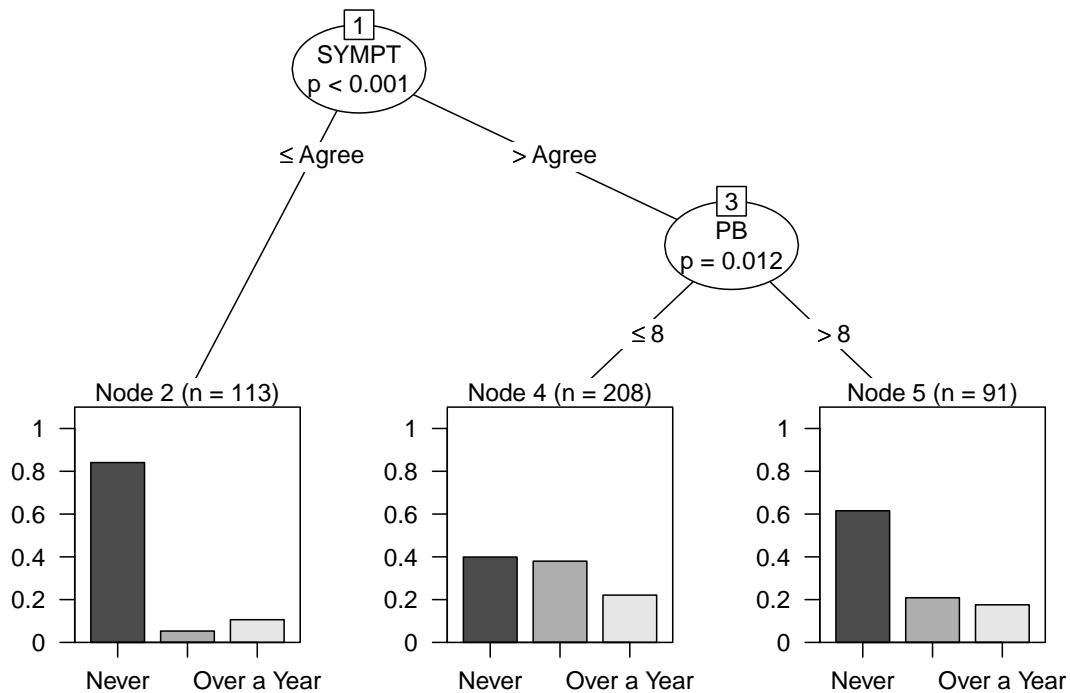 1
SYMPT
p < 0.001
≤ Agree
> Agree
3
PB
p = 0.012
≤ 8
> 8
Node 2 (n = 113)
1
0.8
0.6
0.4
0.2
0
Never
Over a Year
Node 4 (n = 208)
1
0.8
0.6
0.4
0.2
0
Never
Over a Year
Node 5 (n = 91)
1
0.8
0.6
0.4
0.2
0
Never
Over a Year